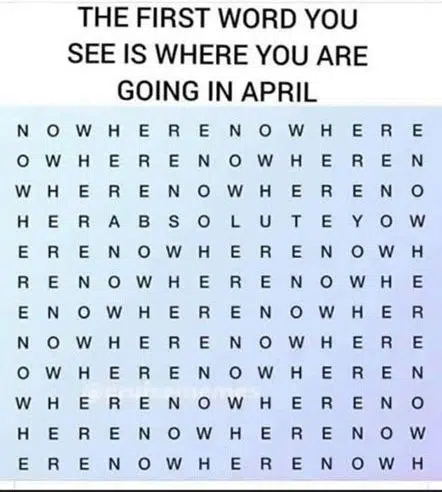 THE FIRST WORD YOU
SEE IS WHERE YOU ARE
GOING IN APRIL
N O W H E R E N O W H E R E
O W H E R E N O W H E R E N
W H E R E N O W H E R E N O
H E R A B S O L U T E Y O W
E R E N O W H E R E N O W H
R E N O W H E R E N O W H E
E N O W H E R E N O W H E R
N O W H E R E N O W H E R E
O W H E R E N O W H E R E N
W H E R E N O W H E R E N O
H E R E N O W H E R E N O W
E R E N O W H E R E N O W H